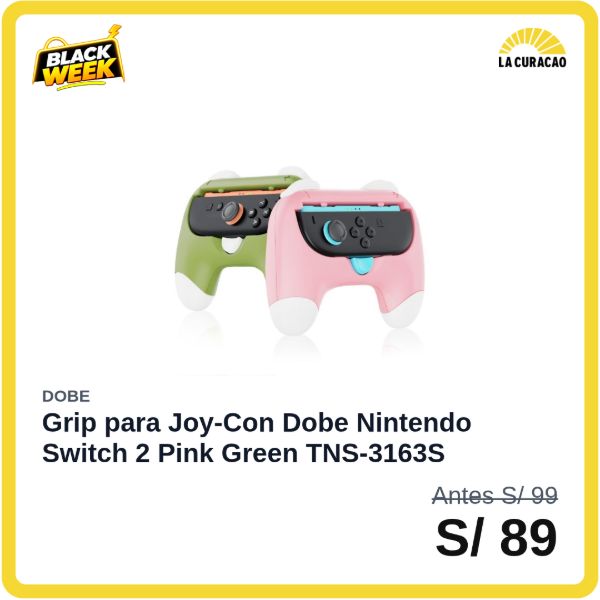 BLACK
WEEK
LA CURACAO
DOBE
Grip para Joy-Con Dobe Nintendo
Switch 2 Pink Green TNS-3163S
Antes S/ 99
S/ 89